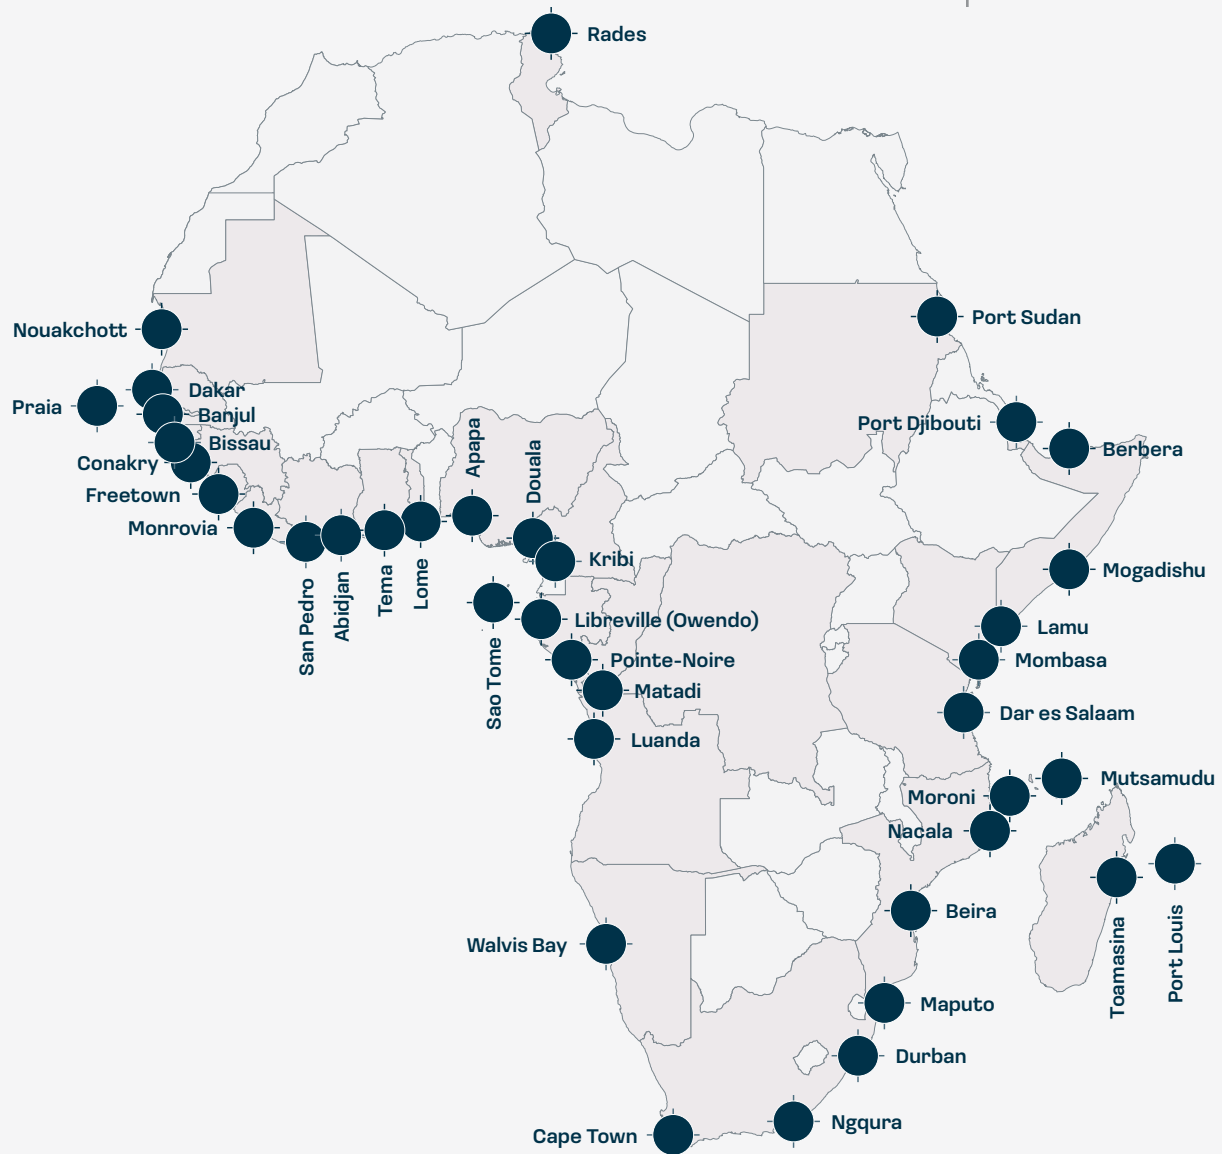 Rades
Port Sudan
Nouakchott
Dakar
Praia
Banjul
Port Djibouti
Bissau
Berbera
Conakry
Apapa
Douala
Freetown
Monrovia
Kribi
Mogadishu
San Pedro
Abidjan
Tema
Lome
Sao Tome
Libreville (Owendo)
Lamu
Pointe-Noire
Mombasa
Matadi
Dar es Salaam
Luanda
Mutsamudu
Moroni
Nacala
Beira
Toamasina
Port Louis
Walvis Bay
Maputo
Durban
Ngqura
Cape Town